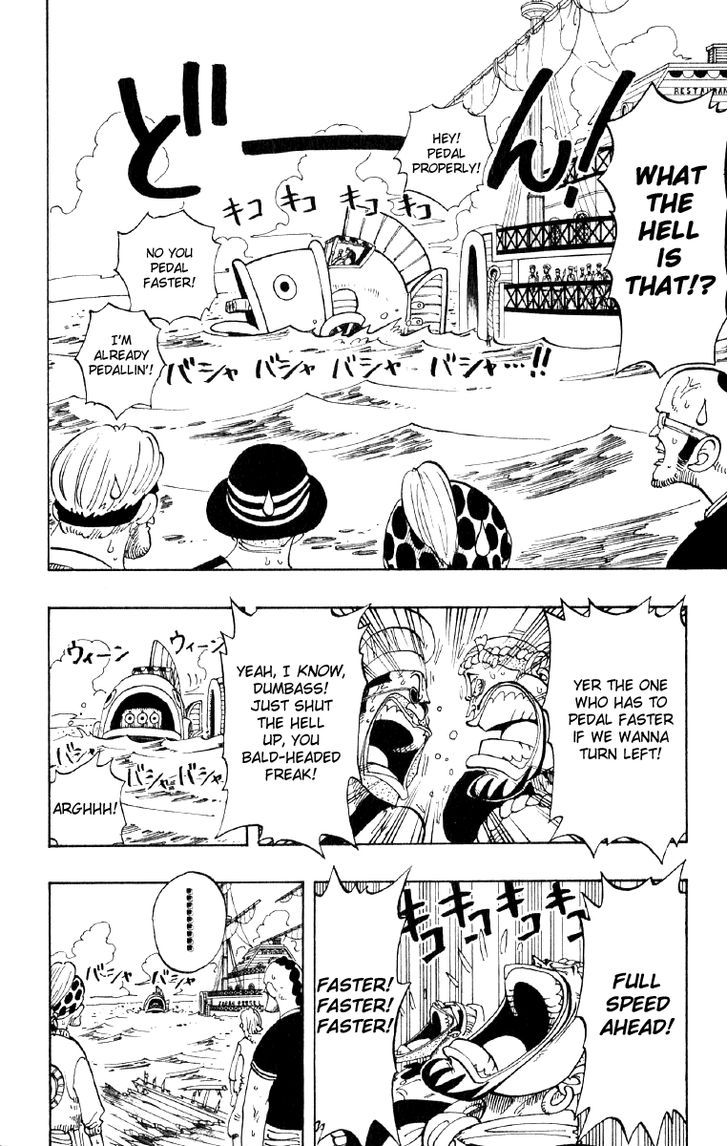 RESTAURAN
WHAT
THE
HELL
IS
THAT!?
HEY!
PEDAL
PROPERLY!
ど ー ん!
キコ キコ キコ キコ
NO YOU
PEDAL
FASTER!
I'M
ALREADY
PEDALLIN'!
バシャ バシャ バシャ バシャ…!!
YER THE ONE
WHO HAS TO
PEDAL FASTER
IF WE WANNA
TURN LEFT!
YEAH, I KNOW,
DUMBASS!
JUST SHUT
THE HELL
UP, YOU
BALD-HEADED
FREAK!
ウィーン ウィーン
バシャ
バシャ バシャ
ARGHHH!
FULL
SPEED
AHEAD!
キコ キコ キコ キコ
FASTER!
FASTER!
FASTER!
.........
バシャ バシャ